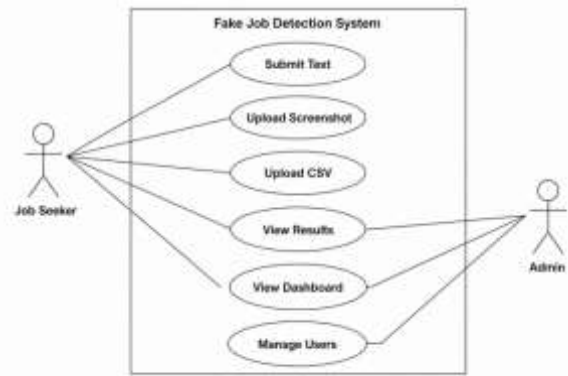 Fake Job Detection System
Submit Text
Upload Screenshot
Upload CSV
Job Seeker
View Results
Admin
View Dashboard
Manage Users